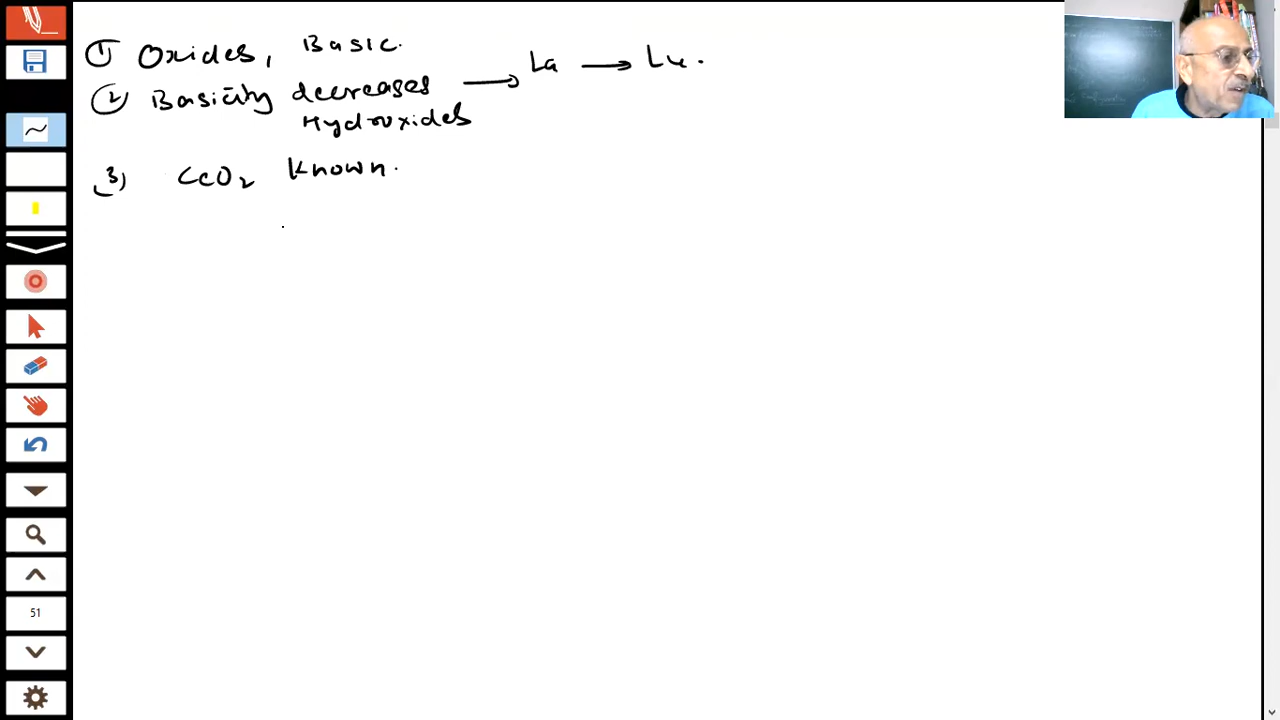 ① Oxides, Basic.
② Basicity decreases → La → Lu.
Hydroxides
3) CeO₂ Known.
51